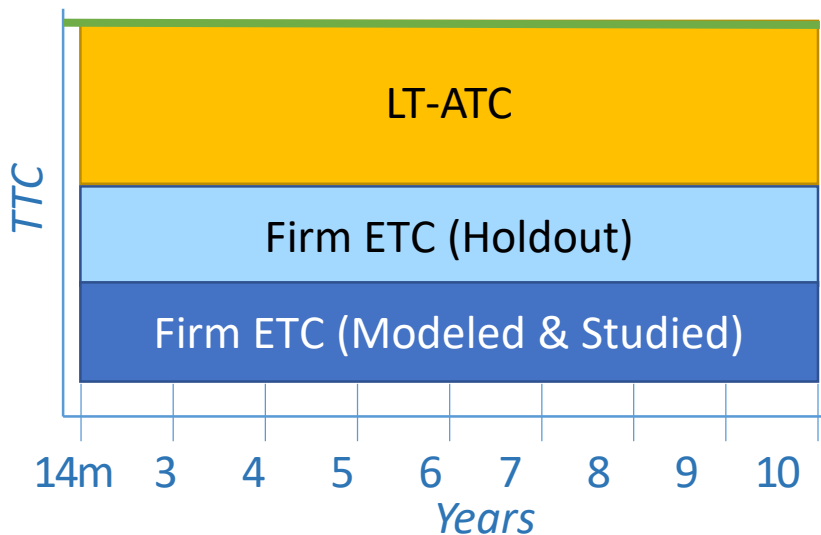 LT-ATC
TTC
Firm ETC (Holdout)
Firm ETC (Modeled & Studied)
14m 3 4 5 6 7 8 9 10
Years